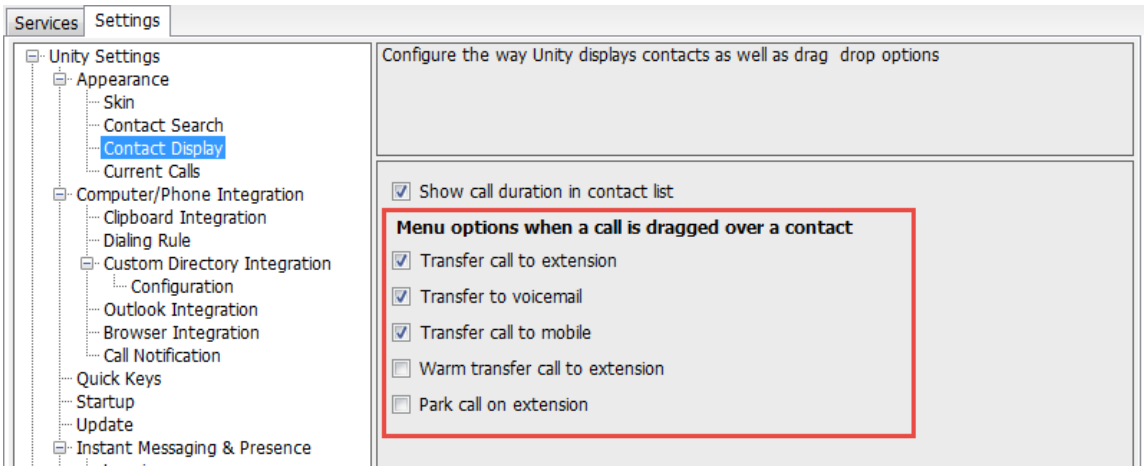 Services
Settings
Unity Settings
Appearance
Skin
Contact Search
Contact Display
Current Calls
Computer/Phone Integration
Clipboard Integration
Dialing Rule
Custom Directory Integration
Configuration
Outlook Integration
Browser Integration
Call Notification
Quick Keys
Startup
Update
Instant Messaging & Presence
Configure the way Unity displays contacts as well as drag  drop options
Show call duration in contact list
Menu options when a call is dragged over a contact
Transfer call to extension
Transfer to voicemail
Transfer call to mobile
Warm transfer call to extension
Park call on extension